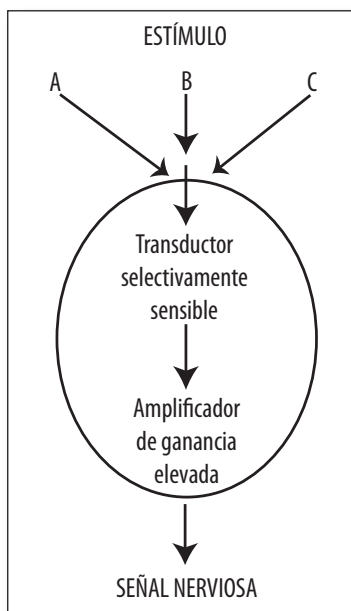 ESTÍMULO
A B C
Transductor
selectivamente
sensible
Amplificador
de ganancia
elevada
SEÑAL NERVIOSA